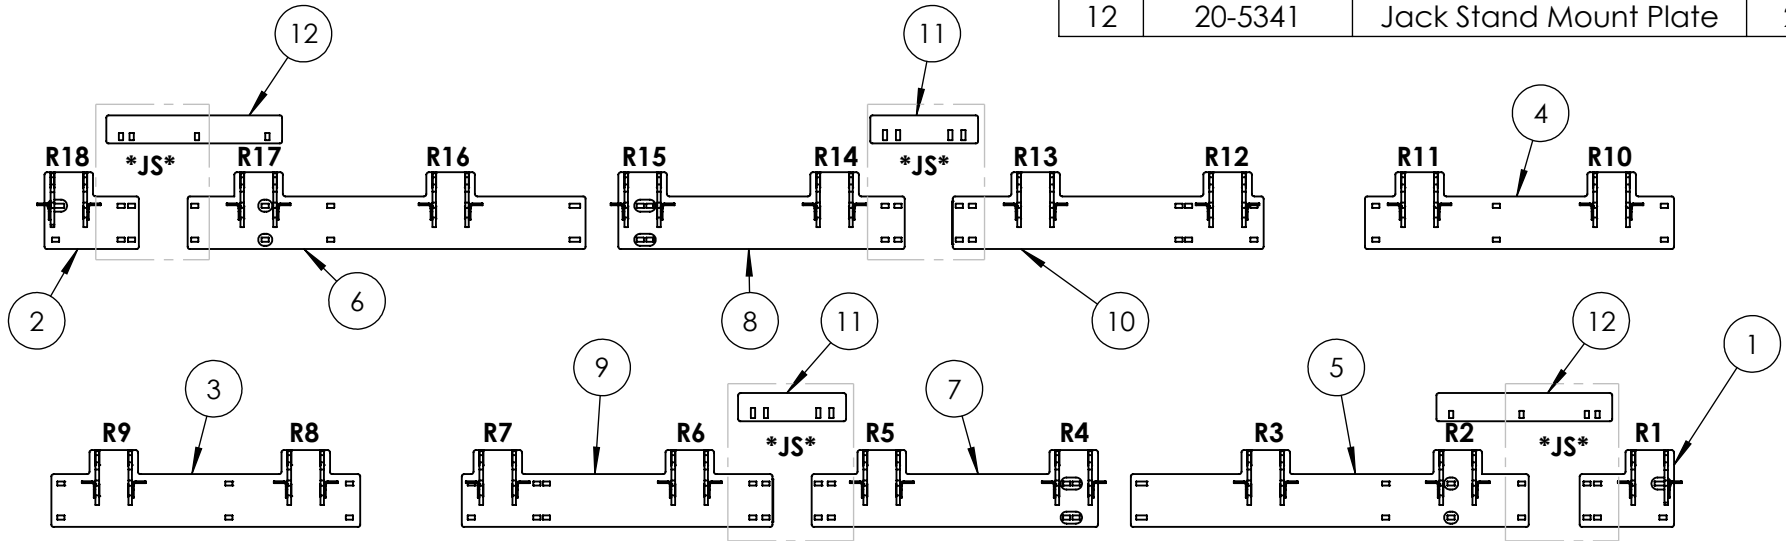 12 20-5341 Jack Stand Mount Plate
12 11
4
R18 *JS* R17 R16 R15 R14 *JS* R13 R12 R11 R10
2 6 8 10
11 12
1
3 9 7 5
R9 R8 R7 R6 *JS* R5 R4 R3 R2 *JS* R1